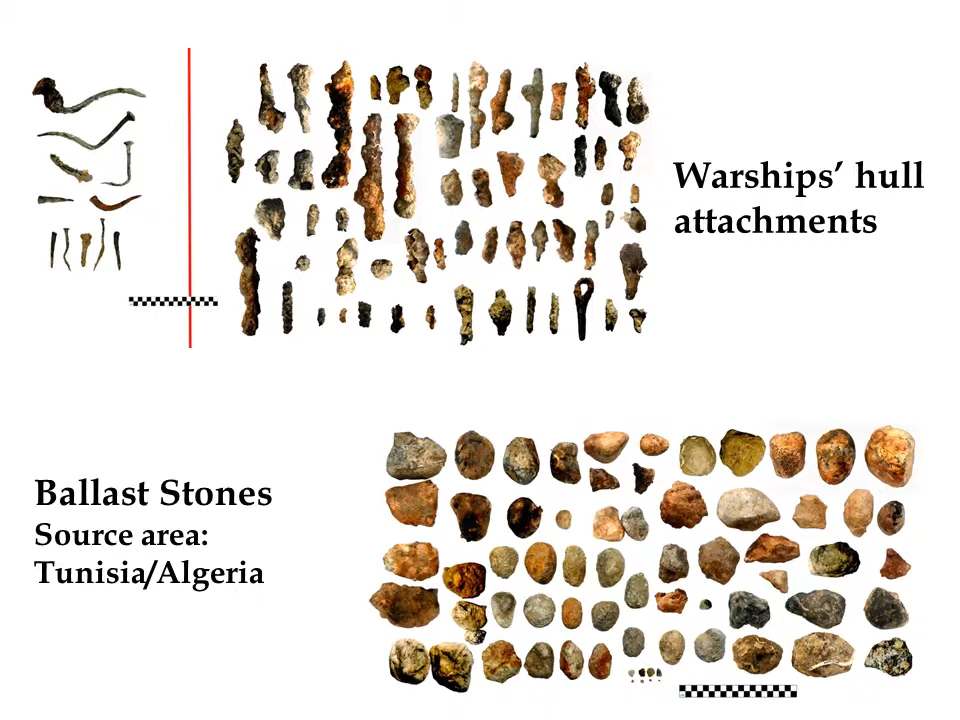 Warships’ hull
attachments
Ballast Stones
Source area:
Tunisia/Algeria